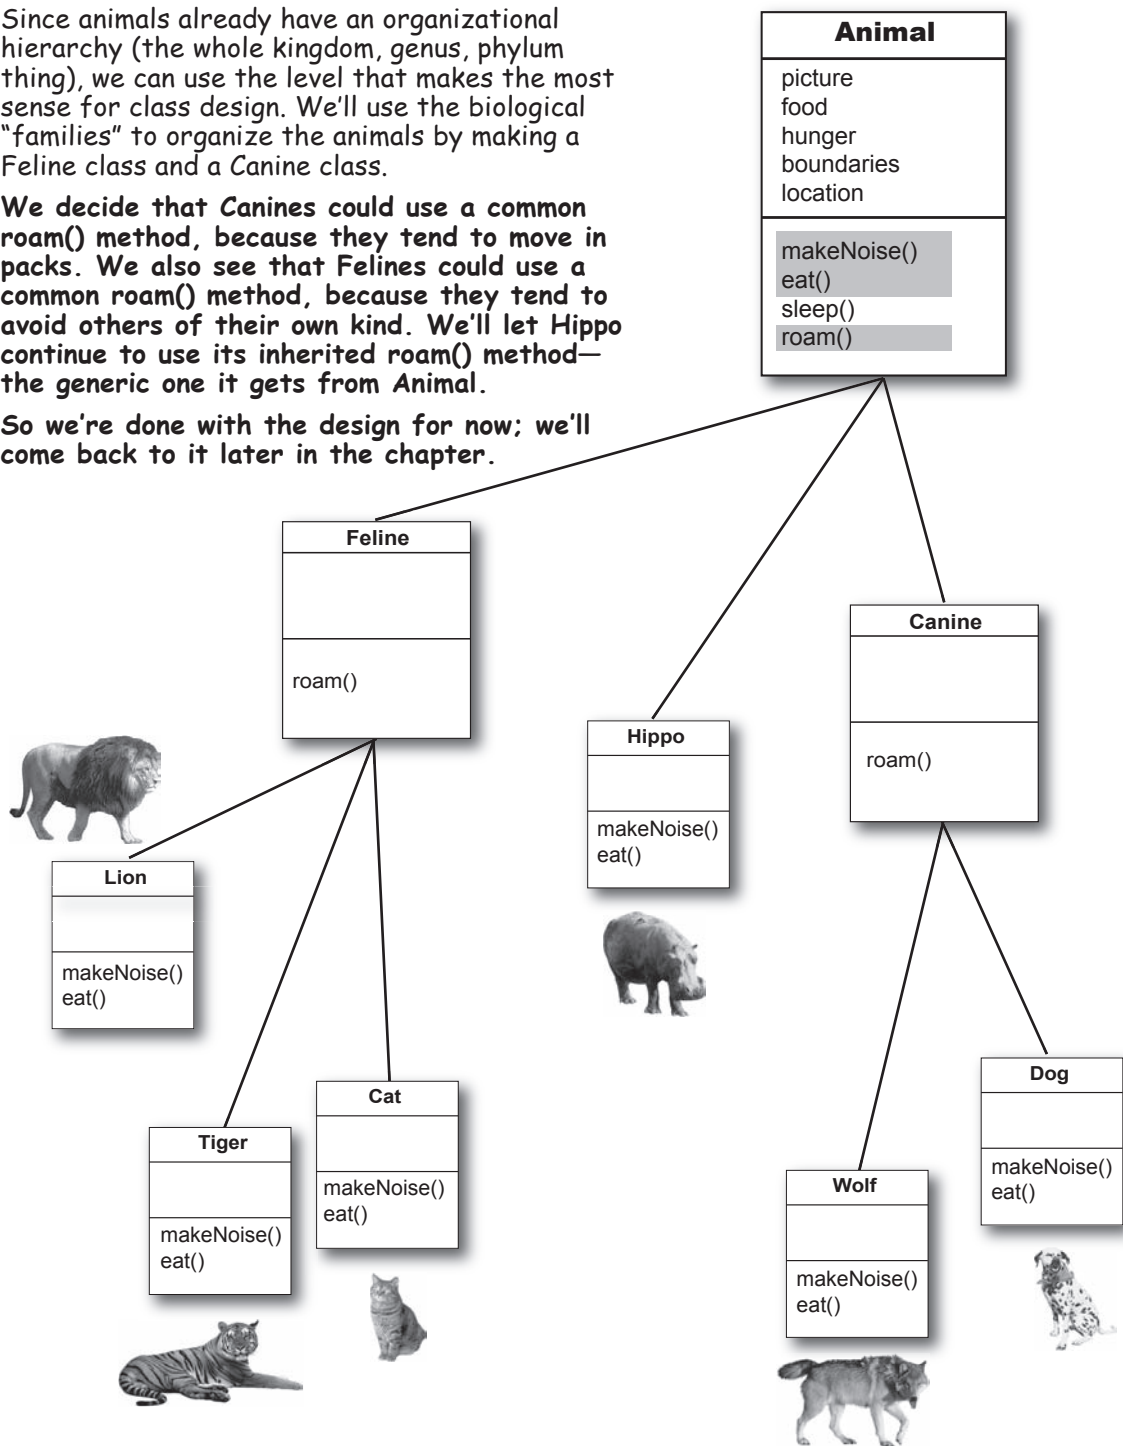 Since animals already have an organizational
hierarchy (the whole kingdom, genus, phylum
thing), we can use the level that makes the most
sense for class design. We’ll use the biological
“families” to organize the animals by making a
Feline class and a Canine class.
We decide that Canines could use a common
roam() method, because they tend to move in
packs. We also see that Felines could use a
common roam() method, because they tend to
avoid others of their own kind. We’ll let Hippo
continue to use its inherited roam() method—
the generic one it gets from Animal.
So we’re done with the design for now; we’ll
come back to it later in the chapter.
Animal
picture
food
hunger
boundaries
location
makeNoise()
eat()
sleep()
roam()
Feline
roam()
Canine
roam()
Hippo
makeNoise()
eat()
Lion
makeNoise()
eat()
Tiger
makeNoise()
eat()
Cat
makeNoise()
eat()
Wolf
makeNoise()
eat()
Dog
makeNoise()
eat()